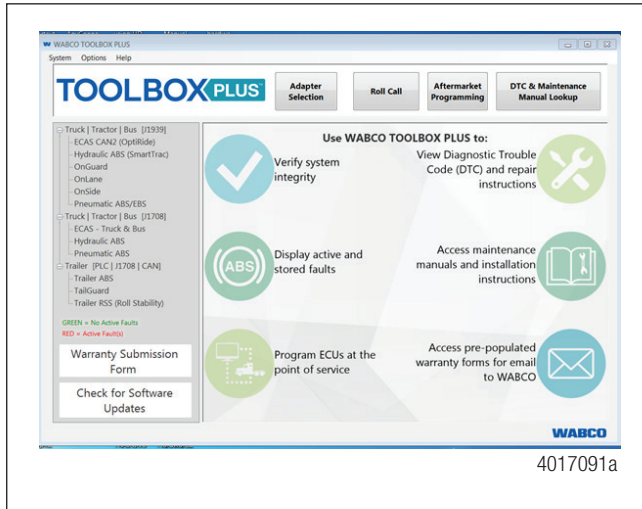 WABCO TOOLBOX PLUS
System Options Help
TOOLBOX PLUS™
Adapter
Selection
Roll Call
Aftermarket
Programming
DTC & Maintenance
Manual Lookup
Truck | Tractor | Bus [J1939]
ECAS CAN2 (OptiRide)
Hydraulic ABS (SmartTrac)
OnGuard
OnLane
OnSide
Pneumatic ABS/EBS
Truck | Tractor | Bus [J1708]
ECAS - Truck & Bus
Hydraulic ABS
Pneumatic ABS
Trailer [PLC | J1708 | CAN]
Trailer ABS
TailGuard
Trailer RSS (Roll Stability)
GREEN = No Active Faults
RED = Active Fault(s)
Warranty Submission
Form
Check for Software
Updates
Use WABCO TOOLBOX PLUS to:
Verify system
integrity
View Diagnostic Trouble
Code (DTC) and repair
instructions
ABS
Display active and
stored faults
Access maintenance
manuals and installation
instructions
Program ECUs at the
point of service
Access pre-populated
warranty forms for email
to WABCO
WABCO
4017091a